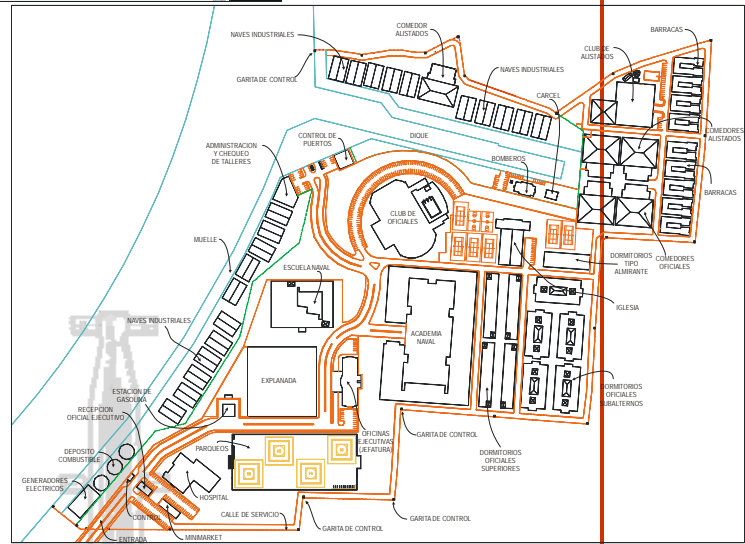 COMEDOR
ALISTADOS
NAVES INDUSTRIALES
BARRACAS
CLUB DE
ALISTADOS
GARITA DE CONTROL
NAVES INDUSTRIALES
CARCEL
ADMINISTRACION
Y CHEQUEO
DE TALLERES
CONTROL DE
PUERTOS
DIQUE
COMEDORES
ALISTADOS
BOMBEROS
BARRACAS
CLUB DE
OFICIALES
MUELLE
DORMITORIOS
TIPO
ALMIRANTE
COMEDORES
OFICIALES
ESCUELA NAVAL
IGLESIA
NAVES INDUSTRIALES
ACADEMIA
NAVAL
EXPLANADA
ESTACION DE
GASOLINA
DORMITORIOS
OFICIALES
SUBALTERNOS
RECEPCION
OFICIAL EJECUTIVO
OFICINAS
EJECUTIVAS
(JEFATURA)
GARITA DE CONTROL
PARQUEOS
DEPOSITO
COMBUSTIBLE
DORMITORIOS
OFICIALES
SUPERIORES
GENERADORES
ELECTRICOS
HOSPITAL
CONTROL
CALLE DE SERVICIO
GARITA DE CONTROL
GARITA DE CONTROL
ENTRADA
MINIMARKET